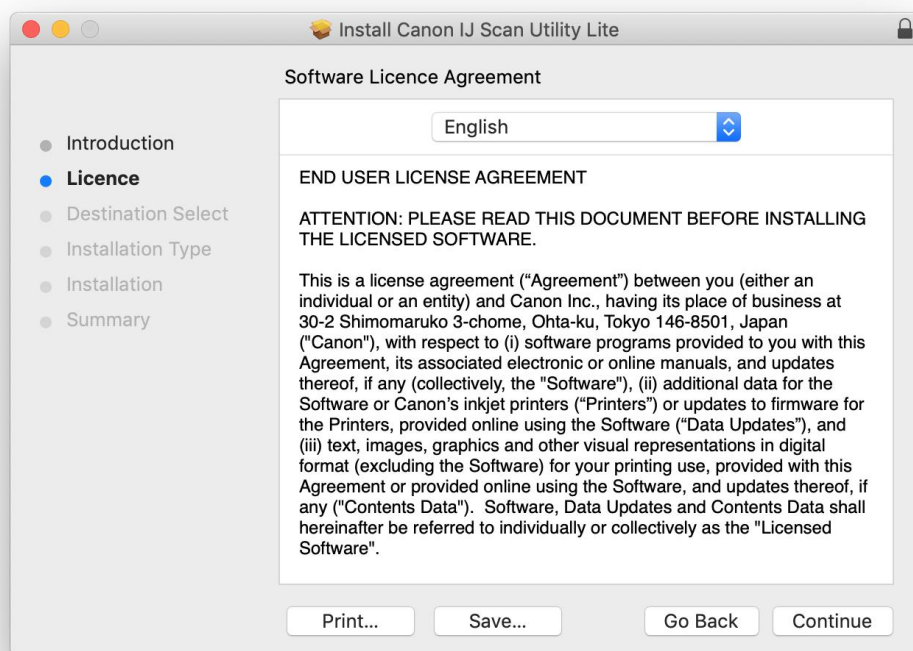 Install Canon IJ Scan Utility Lite
Software Licence Agreement
Introduction
Licence
Destination Select
Installation Type
Installation
Summary
English
END USER LICENSE AGREEMENT
ATTENTION: PLEASE READ THIS DOCUMENT BEFORE INSTALLING
THE LICENSED SOFTWARE.
This is a license agreement (“Agreement”) between you (either an
individual or an entity) and Canon Inc., having its place of business at
30-2 Shimomaruko 3-chome, Ohta-ku, Tokyo 146-8501, Japan
("Canon"), with respect to (i) software programs provided to you with this
Agreement, its associated electronic or online manuals, and updates
thereof, if any (collectively, the "Software"), (ii) additional data for the
Software or Canon’s inkjet printers (“Printers”) or updates to firmware for
the Printers, provided online using the Software (“Data Updates”), and
(iii) text, images, graphics and other visual representations in digital
format (excluding the Software) for your printing use, provided with this
Agreement or provided online using the Software, and updates thereof, if
any ("Contents Data").  Software, Data Updates and Contents Data shall
hereinafter be referred to individually or collectively as the "Licensed
Software".
Print...
Save...
Go Back
Continue